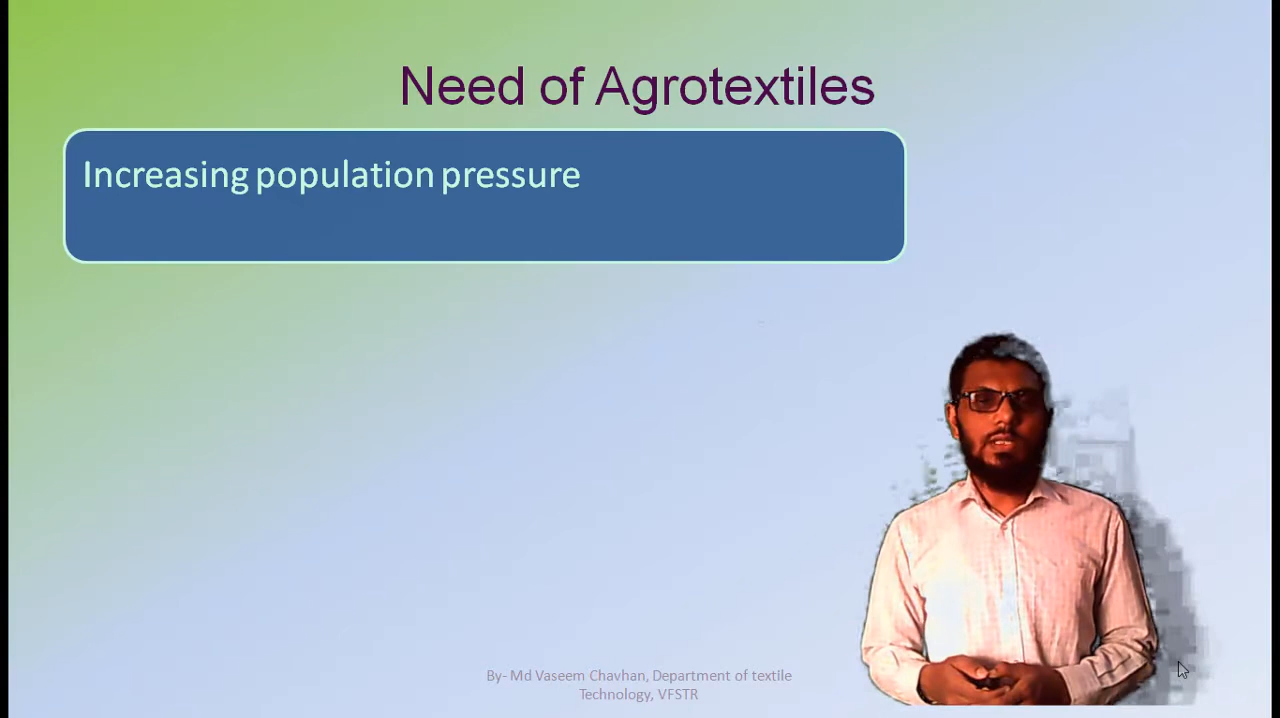 Need of Agrotextiles
Increasing population pressure
By- Md Vaseem Chavhan, Department of textile
Technology, VFSTR